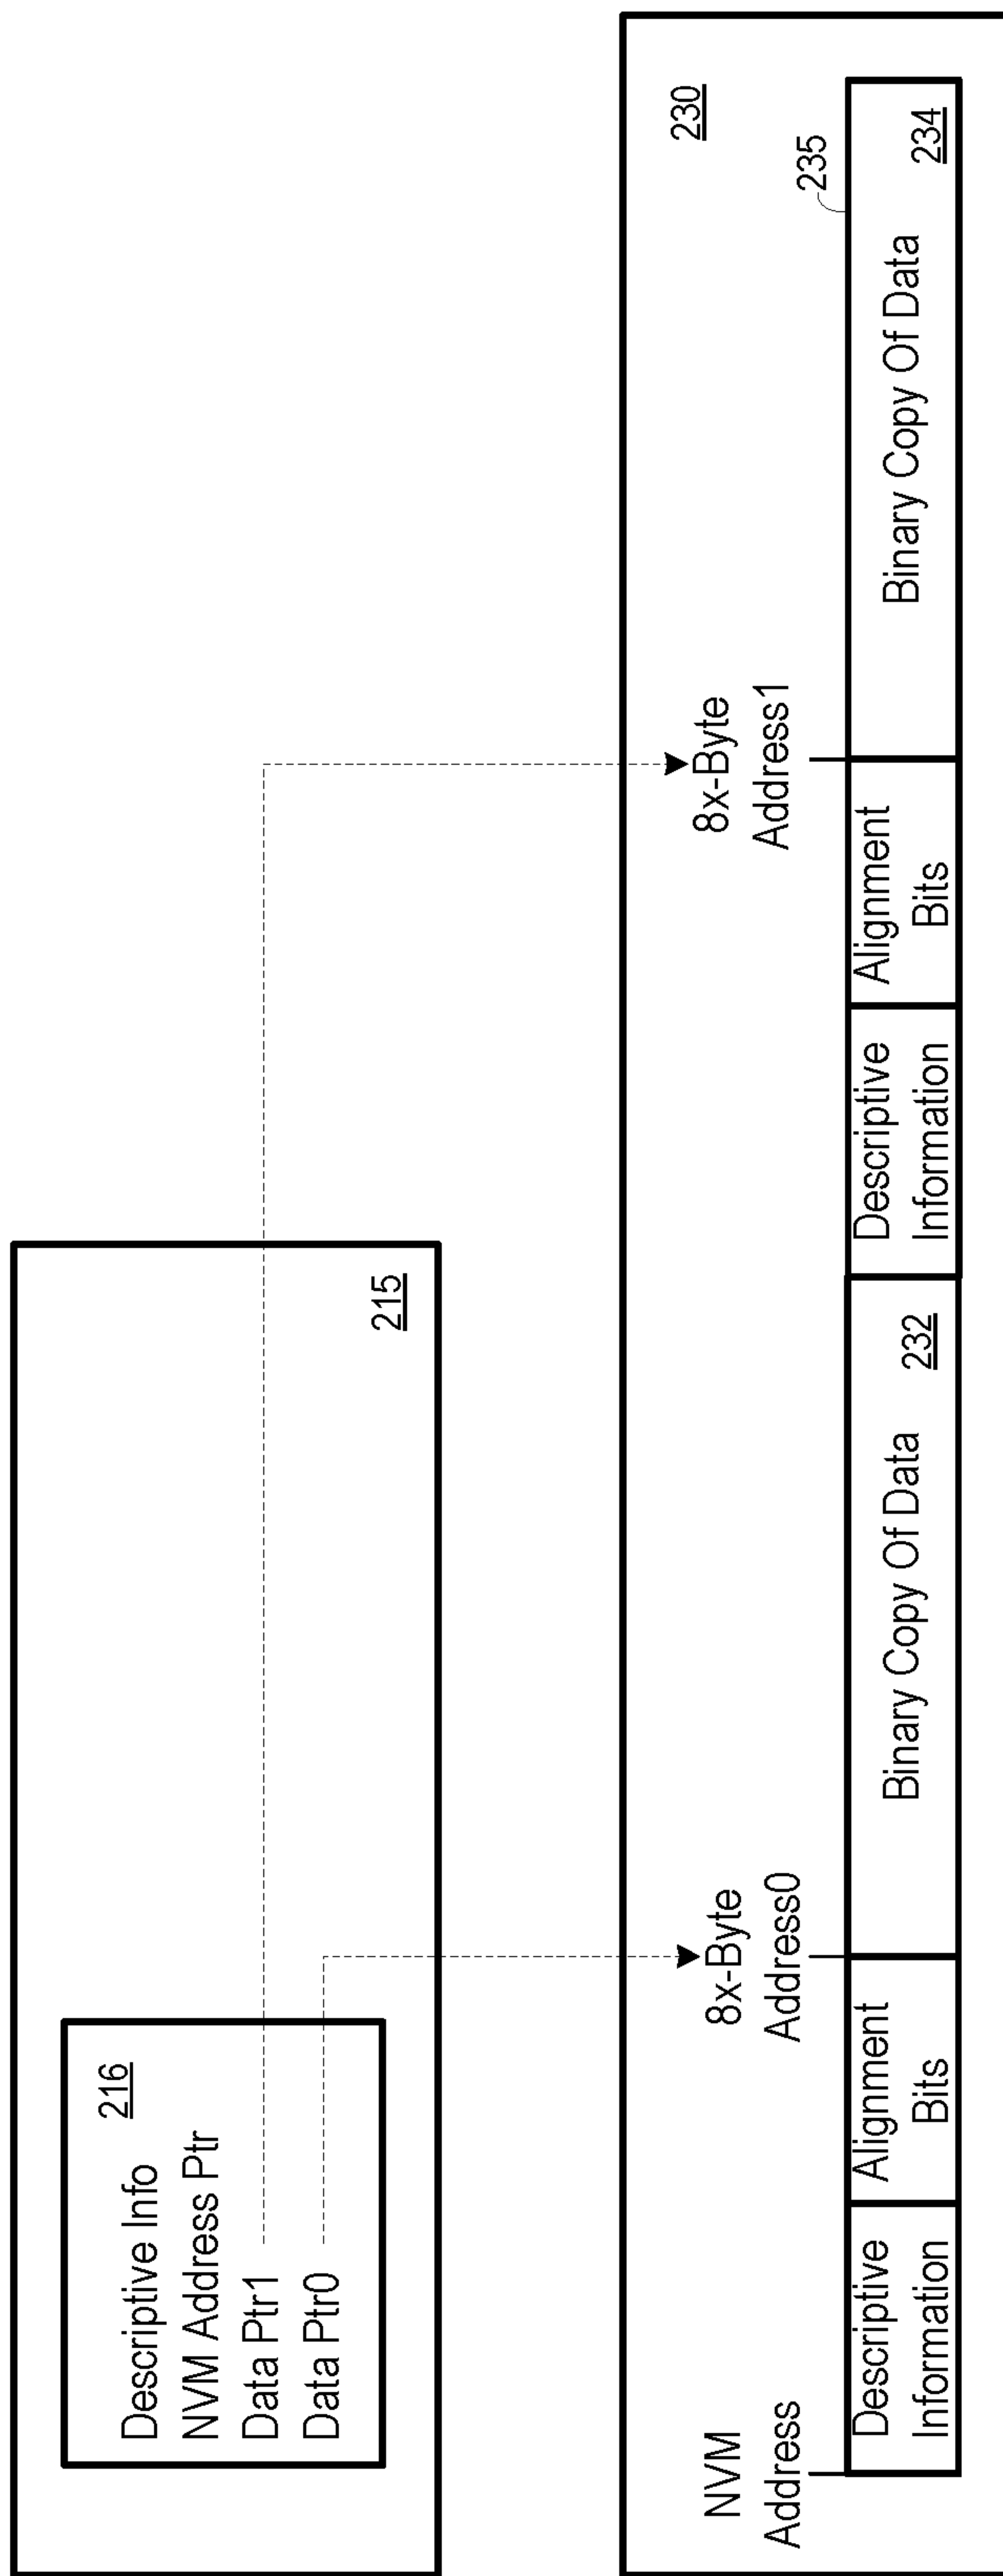 216
Descriptive Info
NVM Address Ptr
Data Ptr1
Data Ptr0
215
230
NVM
Address
8x-Byte
Address0
8x-Byte
Address1
235
Descriptive
Information
Alignment
Bits
Binary Copy Of Data
232
Descriptive
Information
Alignment
Bits
Binary Copy Of Data
234